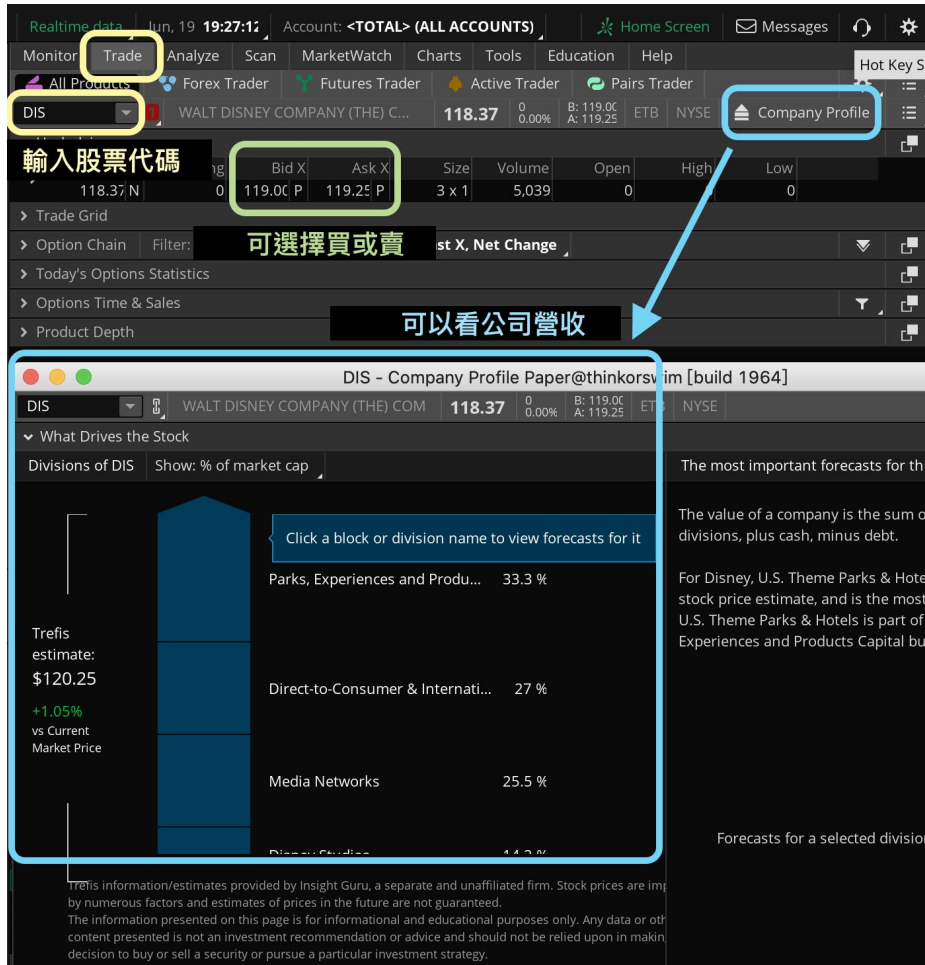 Realtime data Jun, 19 19:27:12 Account: <TOTAL> (ALL ACCOUNTS) Home Screen Messages
Monitor Trade Analyze Scan MarketWatch Charts Tools Education Help
Hot Key S
All Products Forex Trader Futures Trader Active Trader Pairs Trader
DIS 1 WALT DISNEY COMPANY (THE) C... 118.37 0 0.00% B: 119.00 A: 119.25 ETB NYSE Company Profile
輸入股票代碼
Bid X Ask X Size Volume Open High Low
118.37 N 0 119.00 P 119.25 P 3 x 1 5,039 0 0 0
Trade Grid
Option Chain Filter: 可選擇買或賣 st X, Net Change
Today's Options Statistics
Options Time & Sales
可以看公司營收
Product Depth
DIS - Company Profile Paper@thinkorswim [build 1964]
DIS WALT DISNEY COMPANY (THE) COM 118.37 0 0.00% B: 119.00 A: 119.25 ETB NYSE
What Drives the Stock
Divisions of DIS Show: % of market cap The most important forecasts for th
The value of a company is the sum o
divisions, plus cash, minus debt.
Click a block or division name to view forecasts for it
Parks, Experiences and Produ... 33.3 %
For Disney, U.S. Theme Parks & Hote
stock price estimate, and is the most
U.S. Theme Parks & Hotels is part of
Experiences and Products Capital bu
Trefis
estimate:
$120.25
+1.05%
vs Current
Market Price
Direct-to-Consumer & Internati... 27 %
Media Networks 25.5 %
Disney Studios 14.2 %
Forecasts for a selected division
Trefis information/estimates provided by Insight Guru, a separate and unaffiliated firm. Stock prices are imp
by numerous factors and estimates of prices in the future are not guaranteed.
The information presented on this page is for informational and educational purposes only. Any data or oth
content presented is not an investment recommendation or advice and should not be relied upon in makin
decision to buy or sell a security or pursue a particular investment strategy.